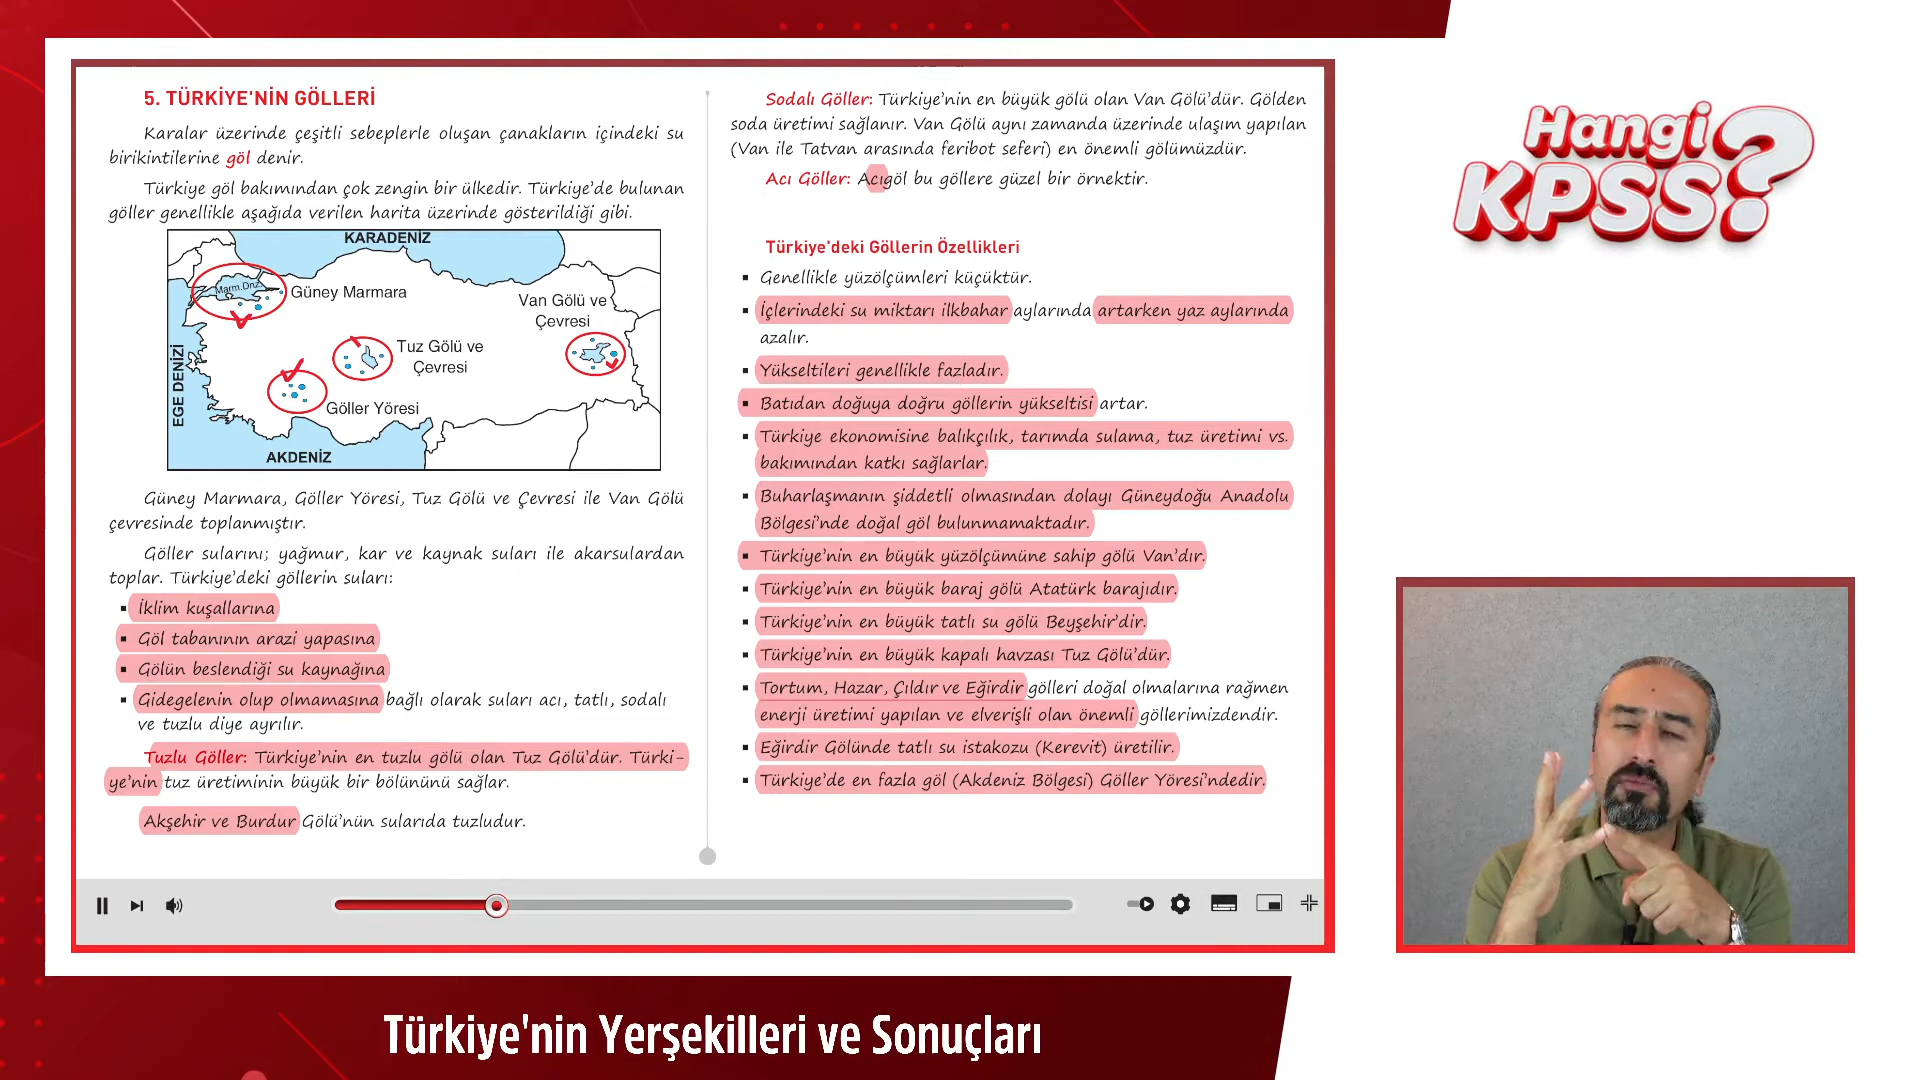 5. TÜRKİYE'NİN GÖLLERİ
Karalar üzerinde çeşitli sebeplerle oluşan çanakların içindeki su
birikintilerine göl denir.
Türkiye göl bakımından çok zengin bir ülkedir. Türkiye'de bulunan
göller genellikle aşağıda verilen harita üzerinde gösterildiği gibi.
KARADENİZ
Marm.Dnz.
Güney Marmara
Van Gölü ve
Çevresi
Tuz Gölü ve
Çevresi
EGE DENİZİ
Göller Yöresi
AKDENİZ
Güney Marmara, Göller Yöresi, Tuz Gölü ve Çevresi ile Van Gölü
çevresinde toplanmıştır.
Göller sularını; yağmur, kar ve kaynak suları ile akarsulardan
toplar. Türkiye'deki göllerin suları:
▪ İklim kuşallarına
▪ Göl tabanının arazi yapasına
▪ Gölün beslendiği su kaynağına
▪ Gidegelenin olup olmamasına bağlı olarak suları acı, tatlı, sodalı
ve tuzlu diye ayrılır.
Tuzlu Göller: Türkiye'nin en tuzlu gölü olan Tuz Gölü'dür. Türki-
ye'nin tuz üretiminin büyük bir bölününü sağlar.
Akşehir ve Burdur Gölü'nün sularıda tuzludur.
Sodalı Göller: Türkiye'nin en büyük gölü olan Van Gölü'dür. Gölden
soda üretimi sağlanır. Van Gölü aynı zamanda üzerinde ulaşım yapılan
(Van ile Tatvan arasında feribot seferi) en önemli gölümüzdür.
Acı Göller: Acıgöl bu göllere güzel bir örnektir.
Türkiye'deki Göllerin Özellikleri
▪ Genellikle yüzölçümleri küçüktür.
▪ İçlerindeki su miktarı ilkbahar aylarında artarken yaz aylarında
azalır.
▪ Yükseltileri genellikle fazladır.
▪ Batıdan doğuya doğru göllerin yükseltisi artar.
▪ Türkiye ekonomisine balıkçılık, tarımda sulama, tuz üretimi vs.
bakımından katkı sağlarlar.
▪ Buharlaşmanın şiddetli olmasından dolayı Güneydoğu Anadolu
Bölgesi'nde doğal göl bulunmamaktadır.
▪ Türkiye'nin en büyük yüzölçümüne sahip gölü Van'dır.
▪ Türkiye'nin en büyük baraj gölü Atatürk barajıdır.
▪ Türkiye'nin en büyük tatlı su gölü Beyşehir'dir.
▪ Türkiye'nin en büyük kapalı havzası Tuz Gölü'dür.
▪ Tortum, Hazar, Çıldır ve Eğirdir gölleri doğal olmalarına rağmen
enerji üretimi yapılan ve elverişli olan önemli göllerimizdendir.
▪ Eğirdir Gölünde tatlı su istakozu (Kerevit) üretilir.
▪ Türkiye'de en fazla göl (Akdeniz Bölgesi) Göller Yöresi'ndedir.
Hangi
KPSS?
Türkiye'nin Yerşekilleri ve Sonuçları